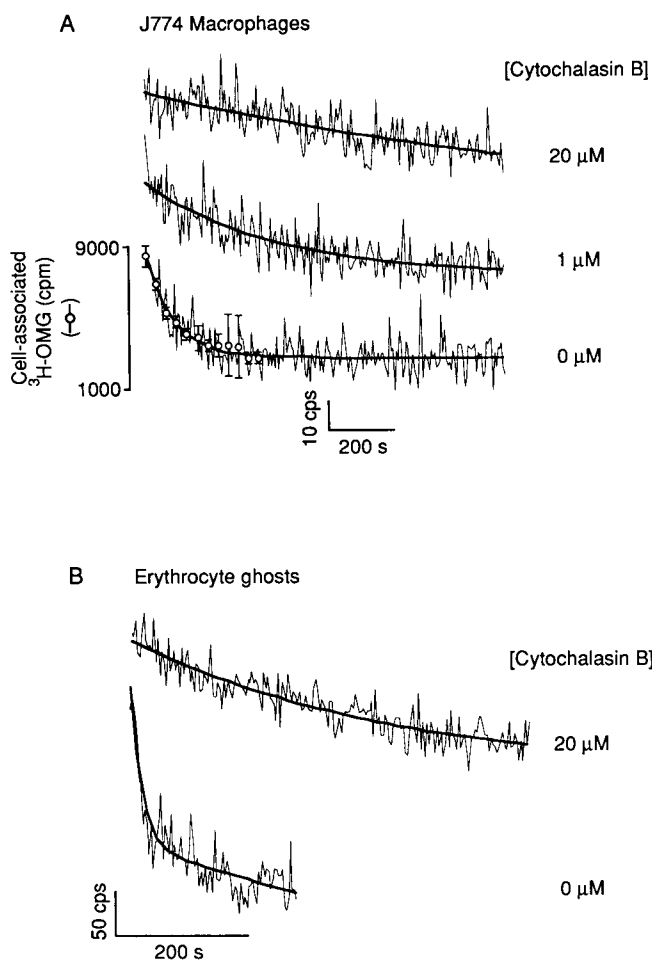 A J774 Macrophages
[Cytochalasin B]
20 μM
1 μM
0 μM
Cell-associated
³H-OMG (cpm)
9000
1000
10 cps
200 s
B Erythrocyte ghosts
[Cytochalasin B]
20 μM
0 μM
50 cps
200 s